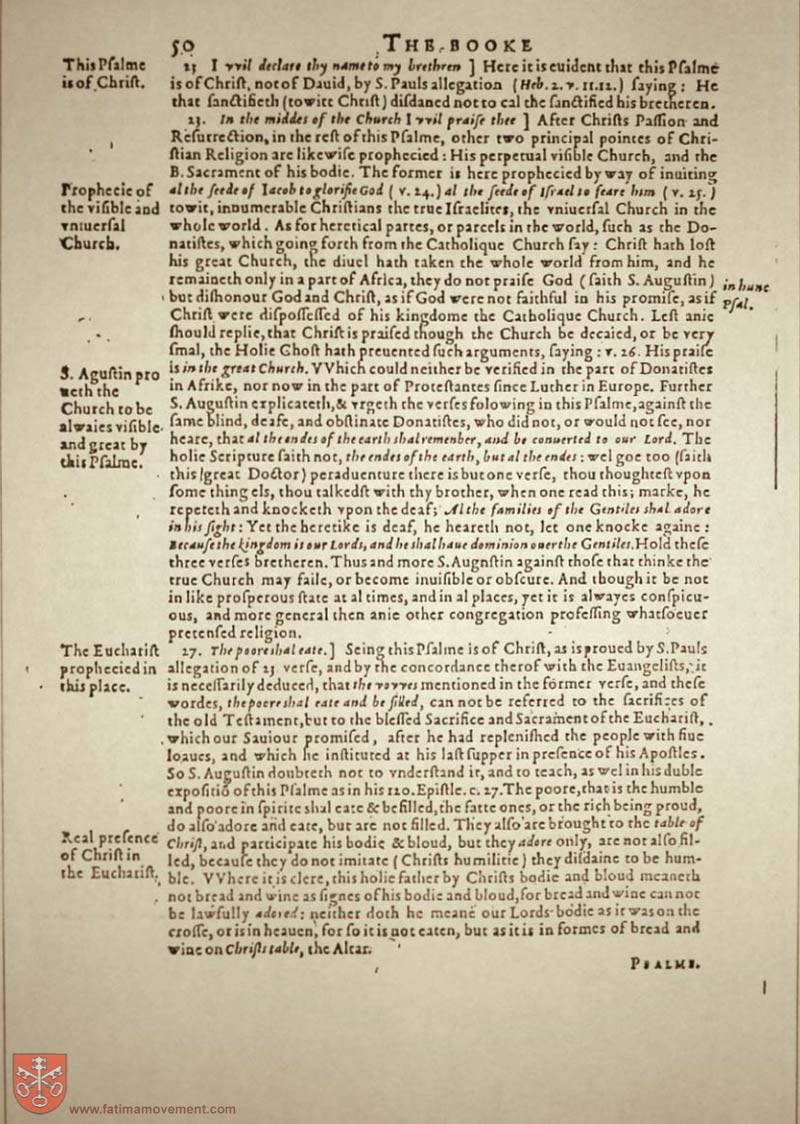 50 THE BOOKE
This Psalme
is of Christ.
23 I vvil declare thy name to my brethren ] Here it is euident that this Psalme
is of Christ, not of Dauid, by S. Pauls allegation (Heb. 2. v. 11.12.) saying: He
that sanctifieth (towitt Christ) disdaned not to cal the sanctified his bretheren.
23. In the middes of the Church I vvil praise thee ] After Christs Passion and
Resurrection, in the rest of this Psalme, other two principal pointes of Chri-
stian Religion are likewise prophecied: His perpetual visible Church, and the
B. Sacrament of his bodie. The former is here prophecied by way of inuiting
Prophecie of
the visible and
vniuersal
Church.
al the seede of Iacob to glorifie God ( v. 24.) al the seede of Israel to feare him ( v. 25.)
towit, innumerable Christians the true Israelites, the vniuersal Church in the
whole world. As for heretical partes, or parcels in the world, such as the Do-
natistes, which going forth from the Catholique Church say: Christ hath lost
his great Church, the diuel hath taken the whole world from him, and he
remaineth only in a part of Africa, they do not praise God (saith S. Augustin)
in hunc
psal.
but dishonour God and Christ, as if God were not faithful in his promise, as if
Christ were dispossessed of his kingdome the Catholique Church. Lest anie
should replie, that Christ is praised though the Church be decaied, or be very
smal, the Holie Ghost hath preuented such arguments, saying: v. 26. His praise
S. Agustin pro
ueth the
Church to be
alwaies visible
and great by
this Psalme.
is in the great Church. VVhich could neither be verified in the part of Donatistes
in Afrike, nor now in the part of Protestantes since Luther in Europe. Further
S. Augustin explicateth, & vrgeth the verses folowing in this Psalme, against the
same blind, deafe, and obstinate Donatistes, who did not, or would not see, nor
heare, that al the endes of the earth shal remenber, and be conuerted to our Lord. The
holie Scripture saith not, the endes of the earth, but al the endes: wel goe too (saith
this great Doctor) peraduenture there is but one verse, thou thoughtest vpon
some thing els, thou talkedst with thy brother, when one read this; marke, he
repeteth and knocketh vpon the deaf; Al the families of the Gentiles shal adore
in his sight: Yet the heretike is deaf, he heareth not, let one knocke againe:
Because the kingdom is our Lords, and he shal haue dominion ouer the Gentiles. Hold these
three verses bretheren. Thus and more S. Augnstin against those that thinke the
true Church may faile, or become inuisible or obscure. And though it be not
in like prosperous state at al times, and in al places, yet it is alwayes conspicu-
ous, and more general then anie other congregation professing whatsoeuer
pretensed religion.
The Eucharist
prophecied in
this place.
27. The poore shal eate.] Seing this Psalme is of Christ, as is proued by S. Pauls
allegation of 23 verse, and by the concordance therof with the Euangelists, it
is necessarily deduced, that the vovves mentioned in the former verse, and these
wordes, the poore shal eate and be filled, can not be referred to the sacrifices of
the old Testament, but to the blessed Sacrifice and Sacrament of the Eucharist,
which our Sauiour promised, after he had replenished the people with fiue
loaues, and which he instituted at his last supper in presence of his Apostles.
So S. Augustin doubteth not to vnderstand it, and to teach, as wel in his duble
expositiō of this Psalme as in his 120. Epistle. c. 27. The poore, that is the humble
and poore in spirite shal eate & be filled, the fatte ones, or the rich being proud,
do also adore and eate, but are not filled. They also are brought to the table of
Real presence
of Christ in
the Eucharist.
Christ, and participate his bodie & bloud, but they adore only, are not also fil-
led, because they do not imitate (Christs humilitie) they disdaine to be hum-
ble. VVhere it is clere, this holie father by Christs bodie and bloud meaneth
not bread and wine as signes of his bodie and bloud, for bread and wine can not
be lawfully adored: neither doth he meane our Lords bodie as it was on the
crosse, or is in heauen, for so it is not eaten, but as it is in formes of bread and
wine on Christs table, the Altar.
PSALME.
www.fatimamovement.com